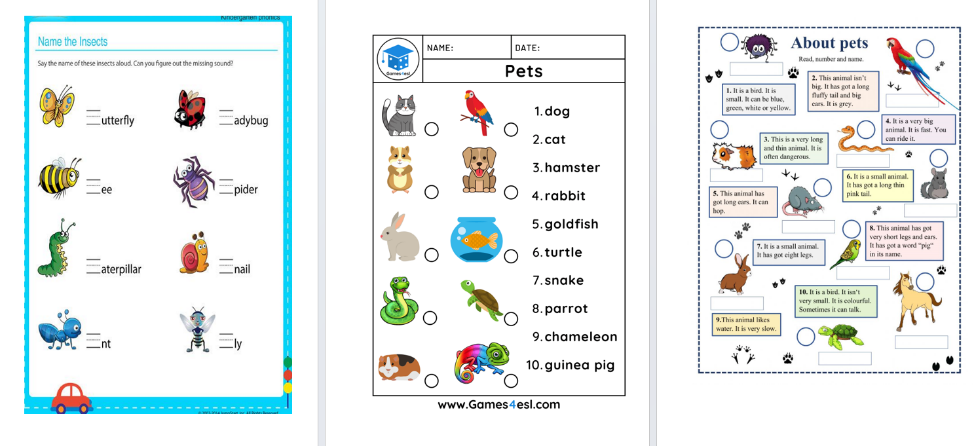 Kindergarten phonics
Name the Insects
Say the name of these insects aloud. Can you figure out the missing sound?
utterfly
adybug
ee
pider
aterpillar
nail
nt
ly
Games4esl
NAME:
DATE:
Pets
1.dog
2.cat
3.hamster
4.rabbit
5.goldfish
6.turtle
7.snake
8.parrot
9.chameleon
10.guinea pig
www.Games4esl.com
About pets
Read, number and name.
1. It is a bird. It is
small. It can be blue,
green, white or yellow.
2. This animal isn't
big. It has got a long
fluffy tail and big
ears. It is grey.
3. This is a very long
and thin animal. It is
often dangerous.
4. It is a very big
animal. It is fast. You
can ride it.
5. This animal has
got long ears. It can
hop.
6. It is a small animal.
It has got a long thin
pink tail.
7. It is a small animal.
It has got eight legs.
8. This animal has got
very short legs and ears.
It has got a word "pig"
in its name.
9.This animal likes
water. It is very slow.
10. It is a bird. It isn't
very small. It is colourful.
Sometimes it can talk.